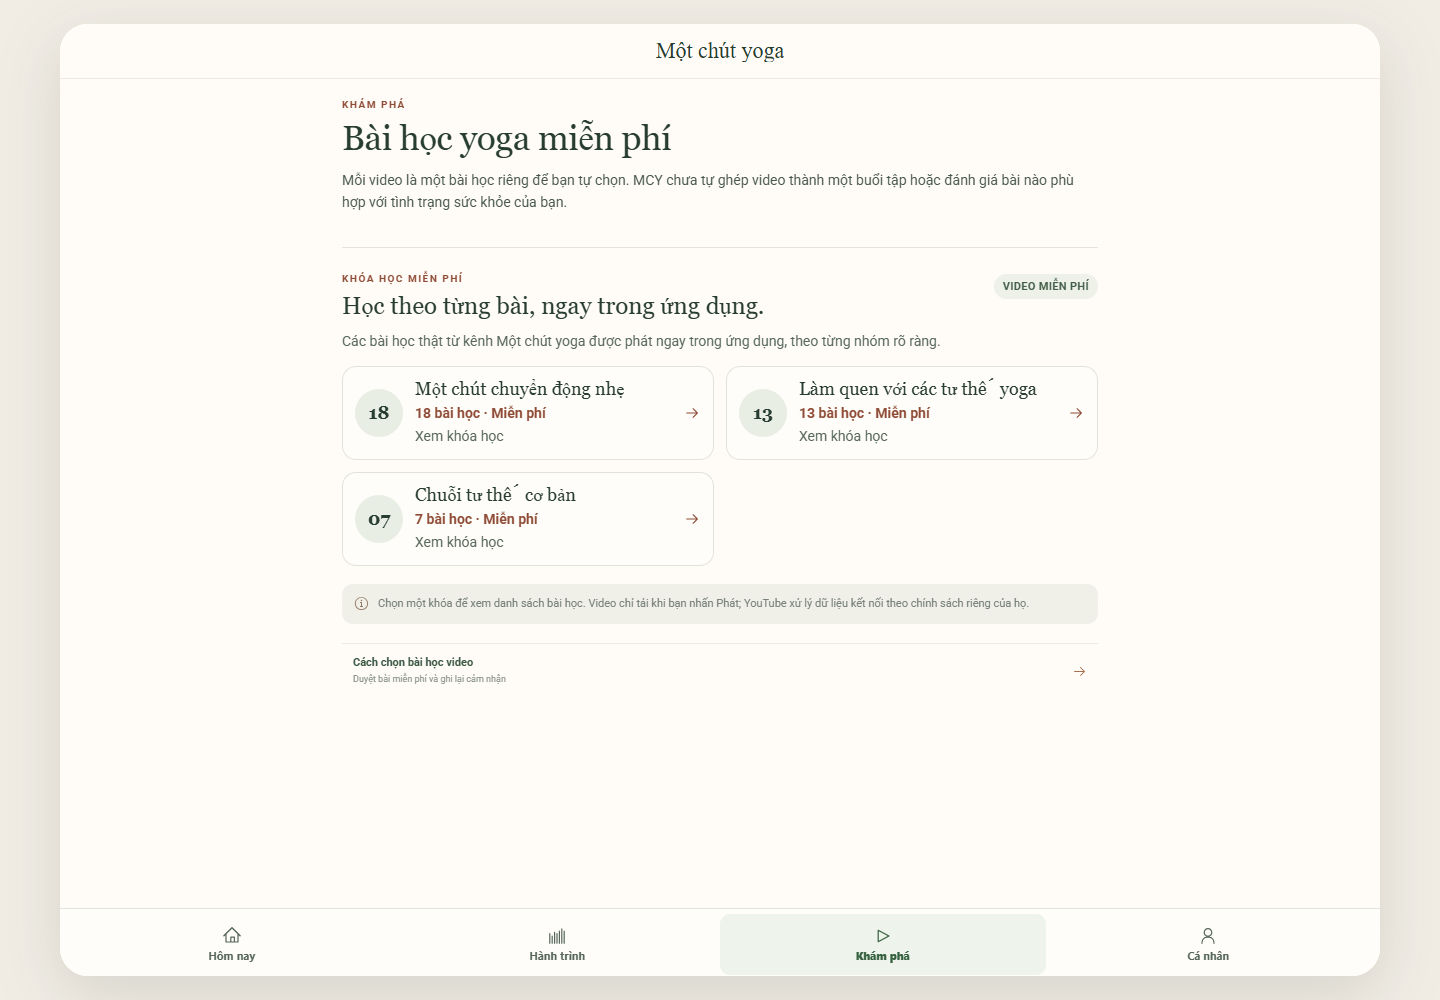 Một chút yoga
KHÁM PHÁ
Bài học yoga miễn phí
Mỗi video là một bài học riêng để bạn tự chọn. MCY chưa tự ghép video thành một buổi tập hoặc đánh giá bài nào phù
hợp với tình trạng sức khỏe của bạn.
KHÓA HỌC MIỄN PHÍ
VIDEO MIỄN PHÍ
Học theo từng bài, ngay trong ứng dụng.
Các bài học thật từ kênh Một chút yoga được phát ngay trong ứng dụng, theo từng nhóm rõ ràng.
18
Một chút chuyển động nhẹ
18 bài học · Miễn phí
Xem khóa học
13
Làm quen với các tư thế yoga
13 bài học · Miễn phí
Xem khóa học
07
Chuỗi tư thế cơ bản
7 bài học · Miễn phí
Xem khóa học
Chọn một khóa để xem danh sách bài học. Video chỉ tải khi bạn nhấn Phát; YouTube xử lý dữ liệu kết nối theo chính sách riêng của họ.
Cách chọn bài học video
Duyệt bài miễn phí và ghi lại cảm nhận
Hôm nay
Hành trình
Khám phá
Cá nhân